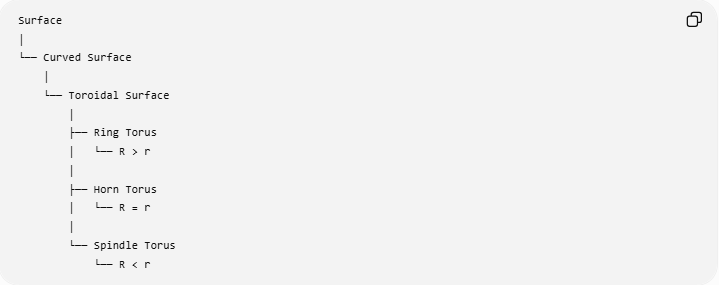 Surface
│
└── Curved Surface
    │
    └── Toroidal Surface
        │
        ├── Ring Torus
        │   └── R > r
        │
        ├── Horn Torus
        │   └── R = r
        │
        └── Spindle Torus
            └── R < r